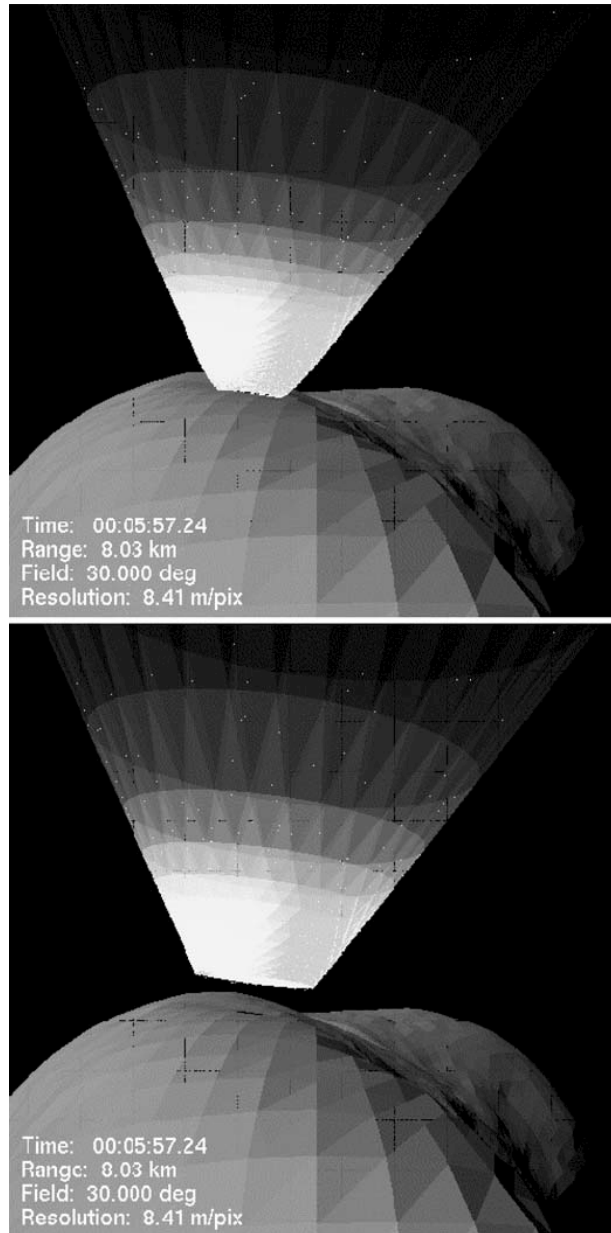 Time: 00:05:57.24
Range: 8.03 km
Field: 30.000 deg
Resolution: 8.41 m/pix
Time: 00:05:57.24
Range: 8.03 km
Field: 30.000 deg
Resolution: 8.41 m/pix